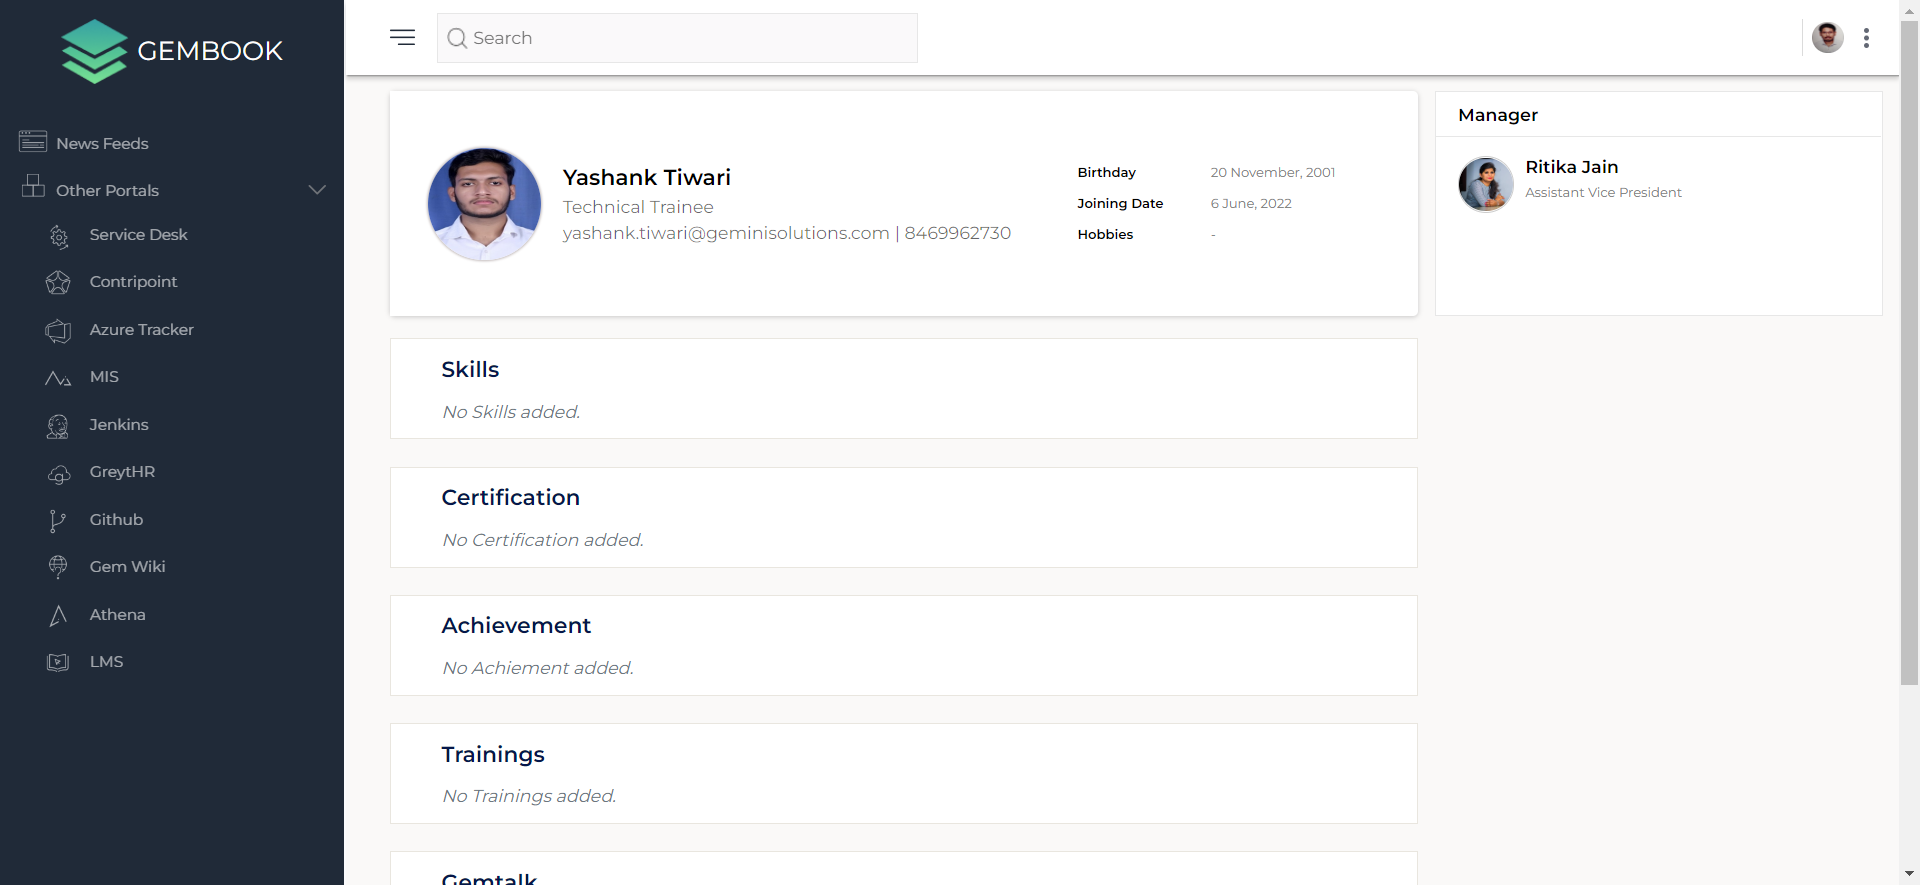 GEMBOOK
Search
News Feeds
Other Portals
Service Desk
Contripoint
Azure Tracker
MIS
Jenkins
GreytHR
Github
Gem Wiki
Athena
LMS
Yashank Tiwari
Technical Trainee
yashank.tiwari@geminisolutions.com | 8469962730
Birthday 20 November, 2001
Joining Date 6 June, 2022
Hobbies -
Manager
Ritika Jain
Assistant Vice President
Skills
No Skills added.
Certification
No Certification added.
Achievement
No Achiement added.
Trainings
No Trainings added.
Gemtalk